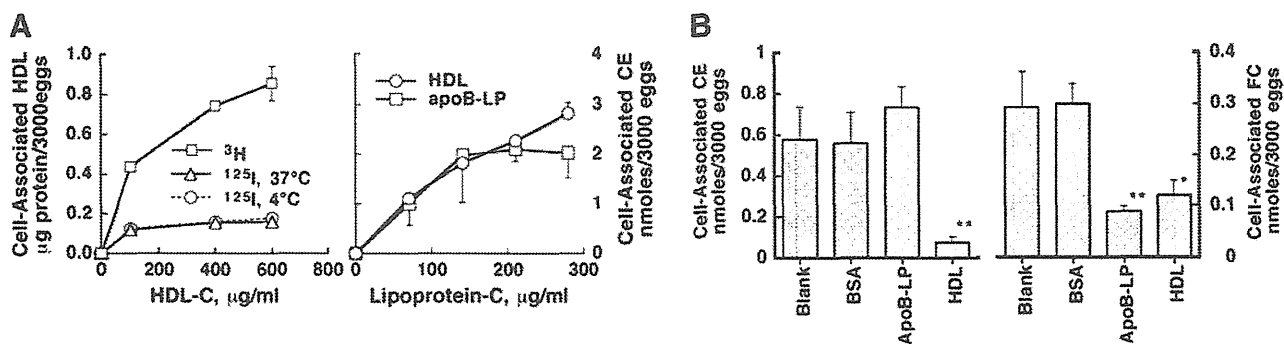 A
Cell-Associated HDL
µg protein/3000eggs
1.0
0.8
0.6
0.4
0.2
0.0
³H
¹²⁵I, 37°C
¹²⁵I, 4°C
0
200
400
600
800
HDL-C, µg/ml
HDL
apoB-LP
4
3
2
1
0
Cell-Associated CE
nmoles/3000 eggs
0
100
200
300
Lipoprotein-C, µg/ml
B
Cell-Associated CE
nmoles/3000 eggs
1
0.8
0.6
0.4
0.2
0
**
Blank
BSA
ApoB-LP
HDL
**
*
Blank
BSA
ApoB-LP
HDL
0.4
0.3
0.2
0.1
0
Cell-Associated FC
nmoles/3000 eggs